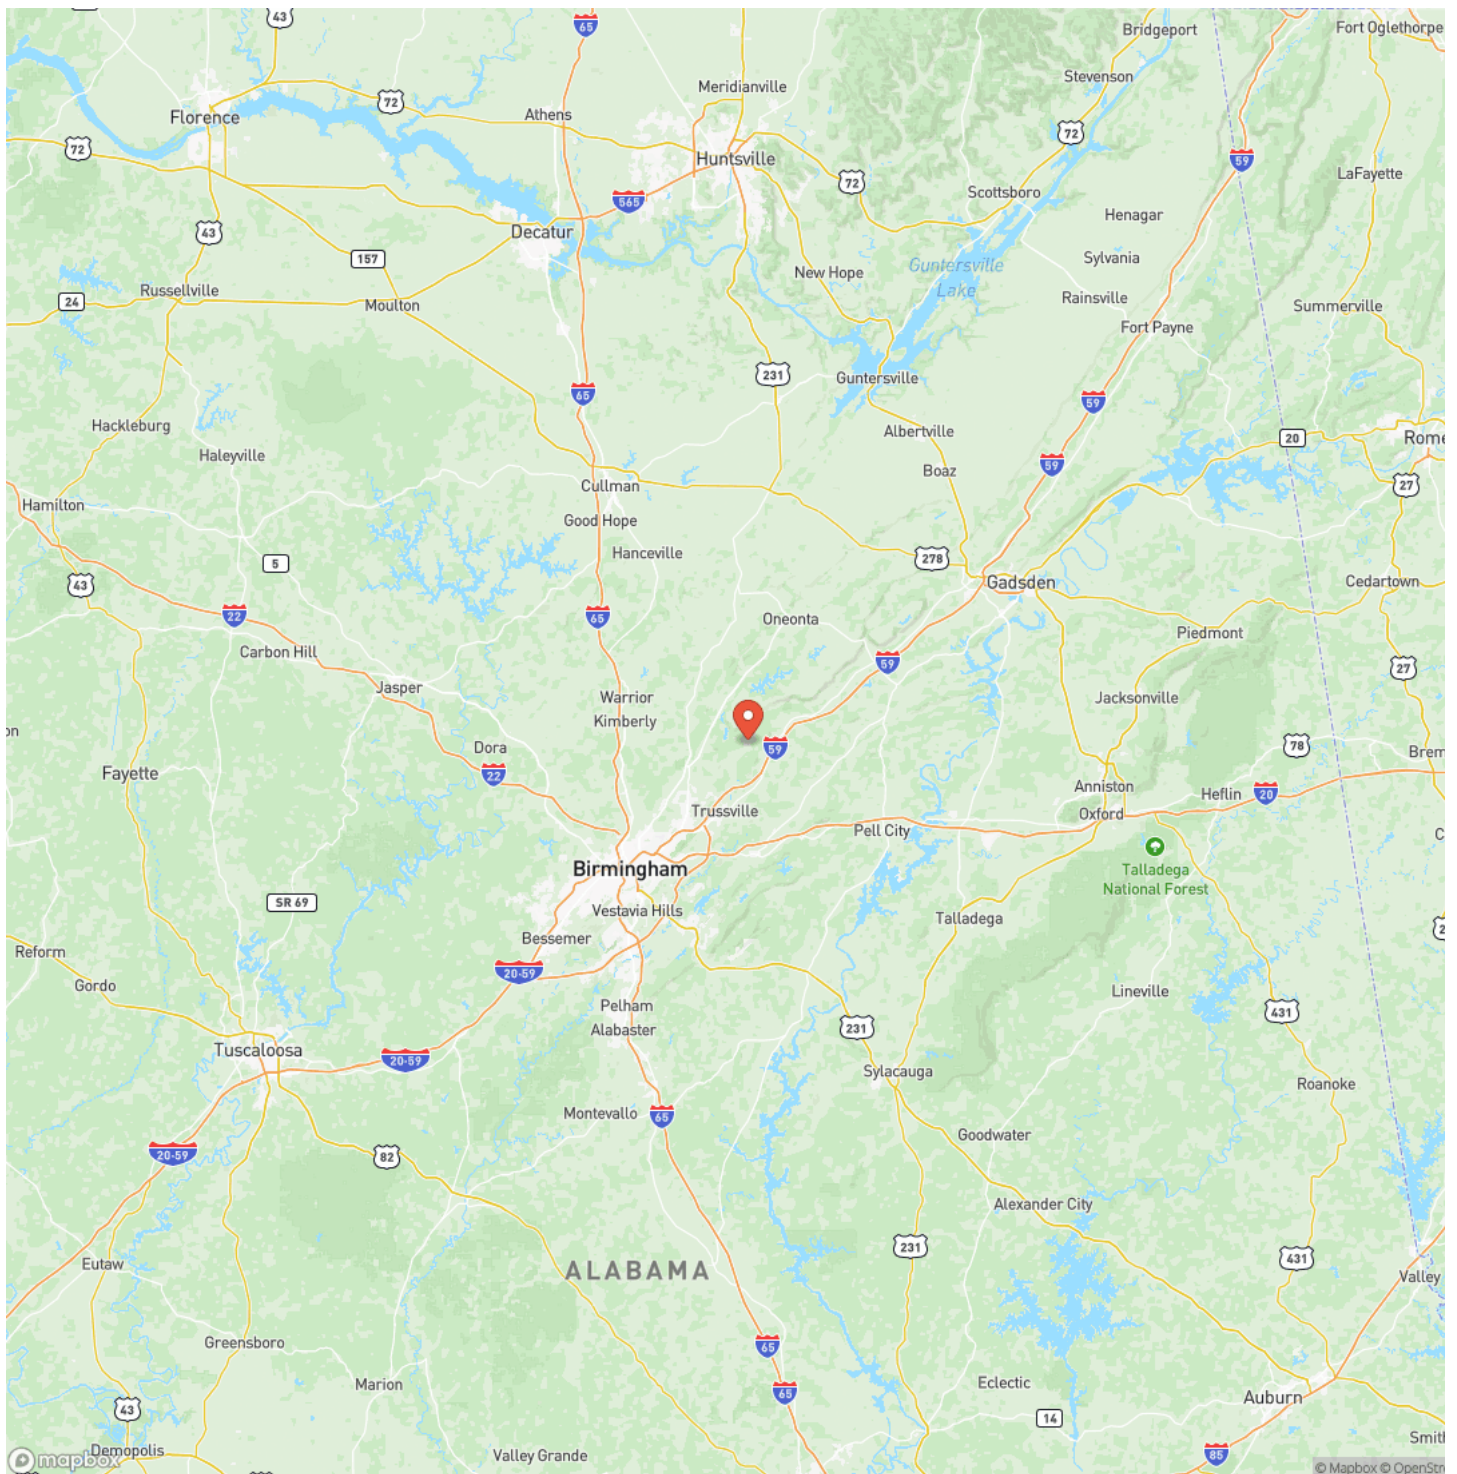 43
65
Bridgeport
Fort Oglethorpe
Stevenson
Meridianville
72
Florence
Athens
72
72
Huntsville
59
LaFayette
72
Scottsboro
565
Henagar
43
Decatur
157
Sylvania
New Hope
Guntersville
Lake
Russellville
24
Moulton
Rainsville
Summerville
Fort Payne
231
Guntersville
65
59
Hackleburg
Albertville
20
Rome
Haleyville
59
Boaz
Cullman
27
Hamilton
Good Hope
Hanceville
278
5
43
Gadsden
Cedartown
22
65
Oneonta
Piedmont
Carbon Hill
59
27
Jasper
Warrior
Jacksonville
Kimberly
on
Dora
59
78
Brem
Fayette
22
Anniston
Heflin
20
Trussville
Oxford
Pell City
C
Birmingham
Talladega
National Forest
SR 69
Vestavia Hills
Talladega
Bessemer
2
Reform
20-59
Gordo
Lineville
Pelham
431
Alabaster
231
Tuscaloosa
20-59
Sylacauga
Roanoke
Montevallo
65
Goodwater
20-59
82
Alexander City
231
431
Eutaw
ALABAMA
Valley
Greensboro
65
Marion
Eclectic
65
Auburn
43
14
Demopolis
Valley Grande
Smit
85
mapbox
© Mapbox © OpenStre